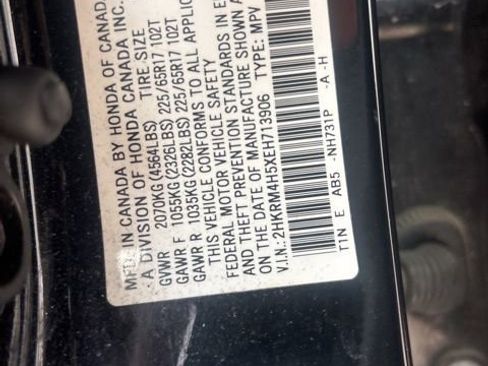 MFD. IN CANADA BY HONDA OF CANADA
A DIVISION OF HONDA CANADA INC.
TIRE SIZE
GVWR 2070KG(4564LBS)
GAWR F 1055KG(2326LBS) 225/65R17 102T
GAWR R 1035KG(2282LBS) 225/65R17 102T
THIS VEHICLE CONFORMS TO ALL APPLIC
FEDERAL MOTOR VEHICLE SAFETY
AND THEFT PREVENTION STANDARDS IN E
ON THE DATE OF MANUFACTURE SHOWN A
V.I.N.: 2HKRM4H5XEH713906 TYPE: MPV
T1N E AB5 -NH731P -A -H